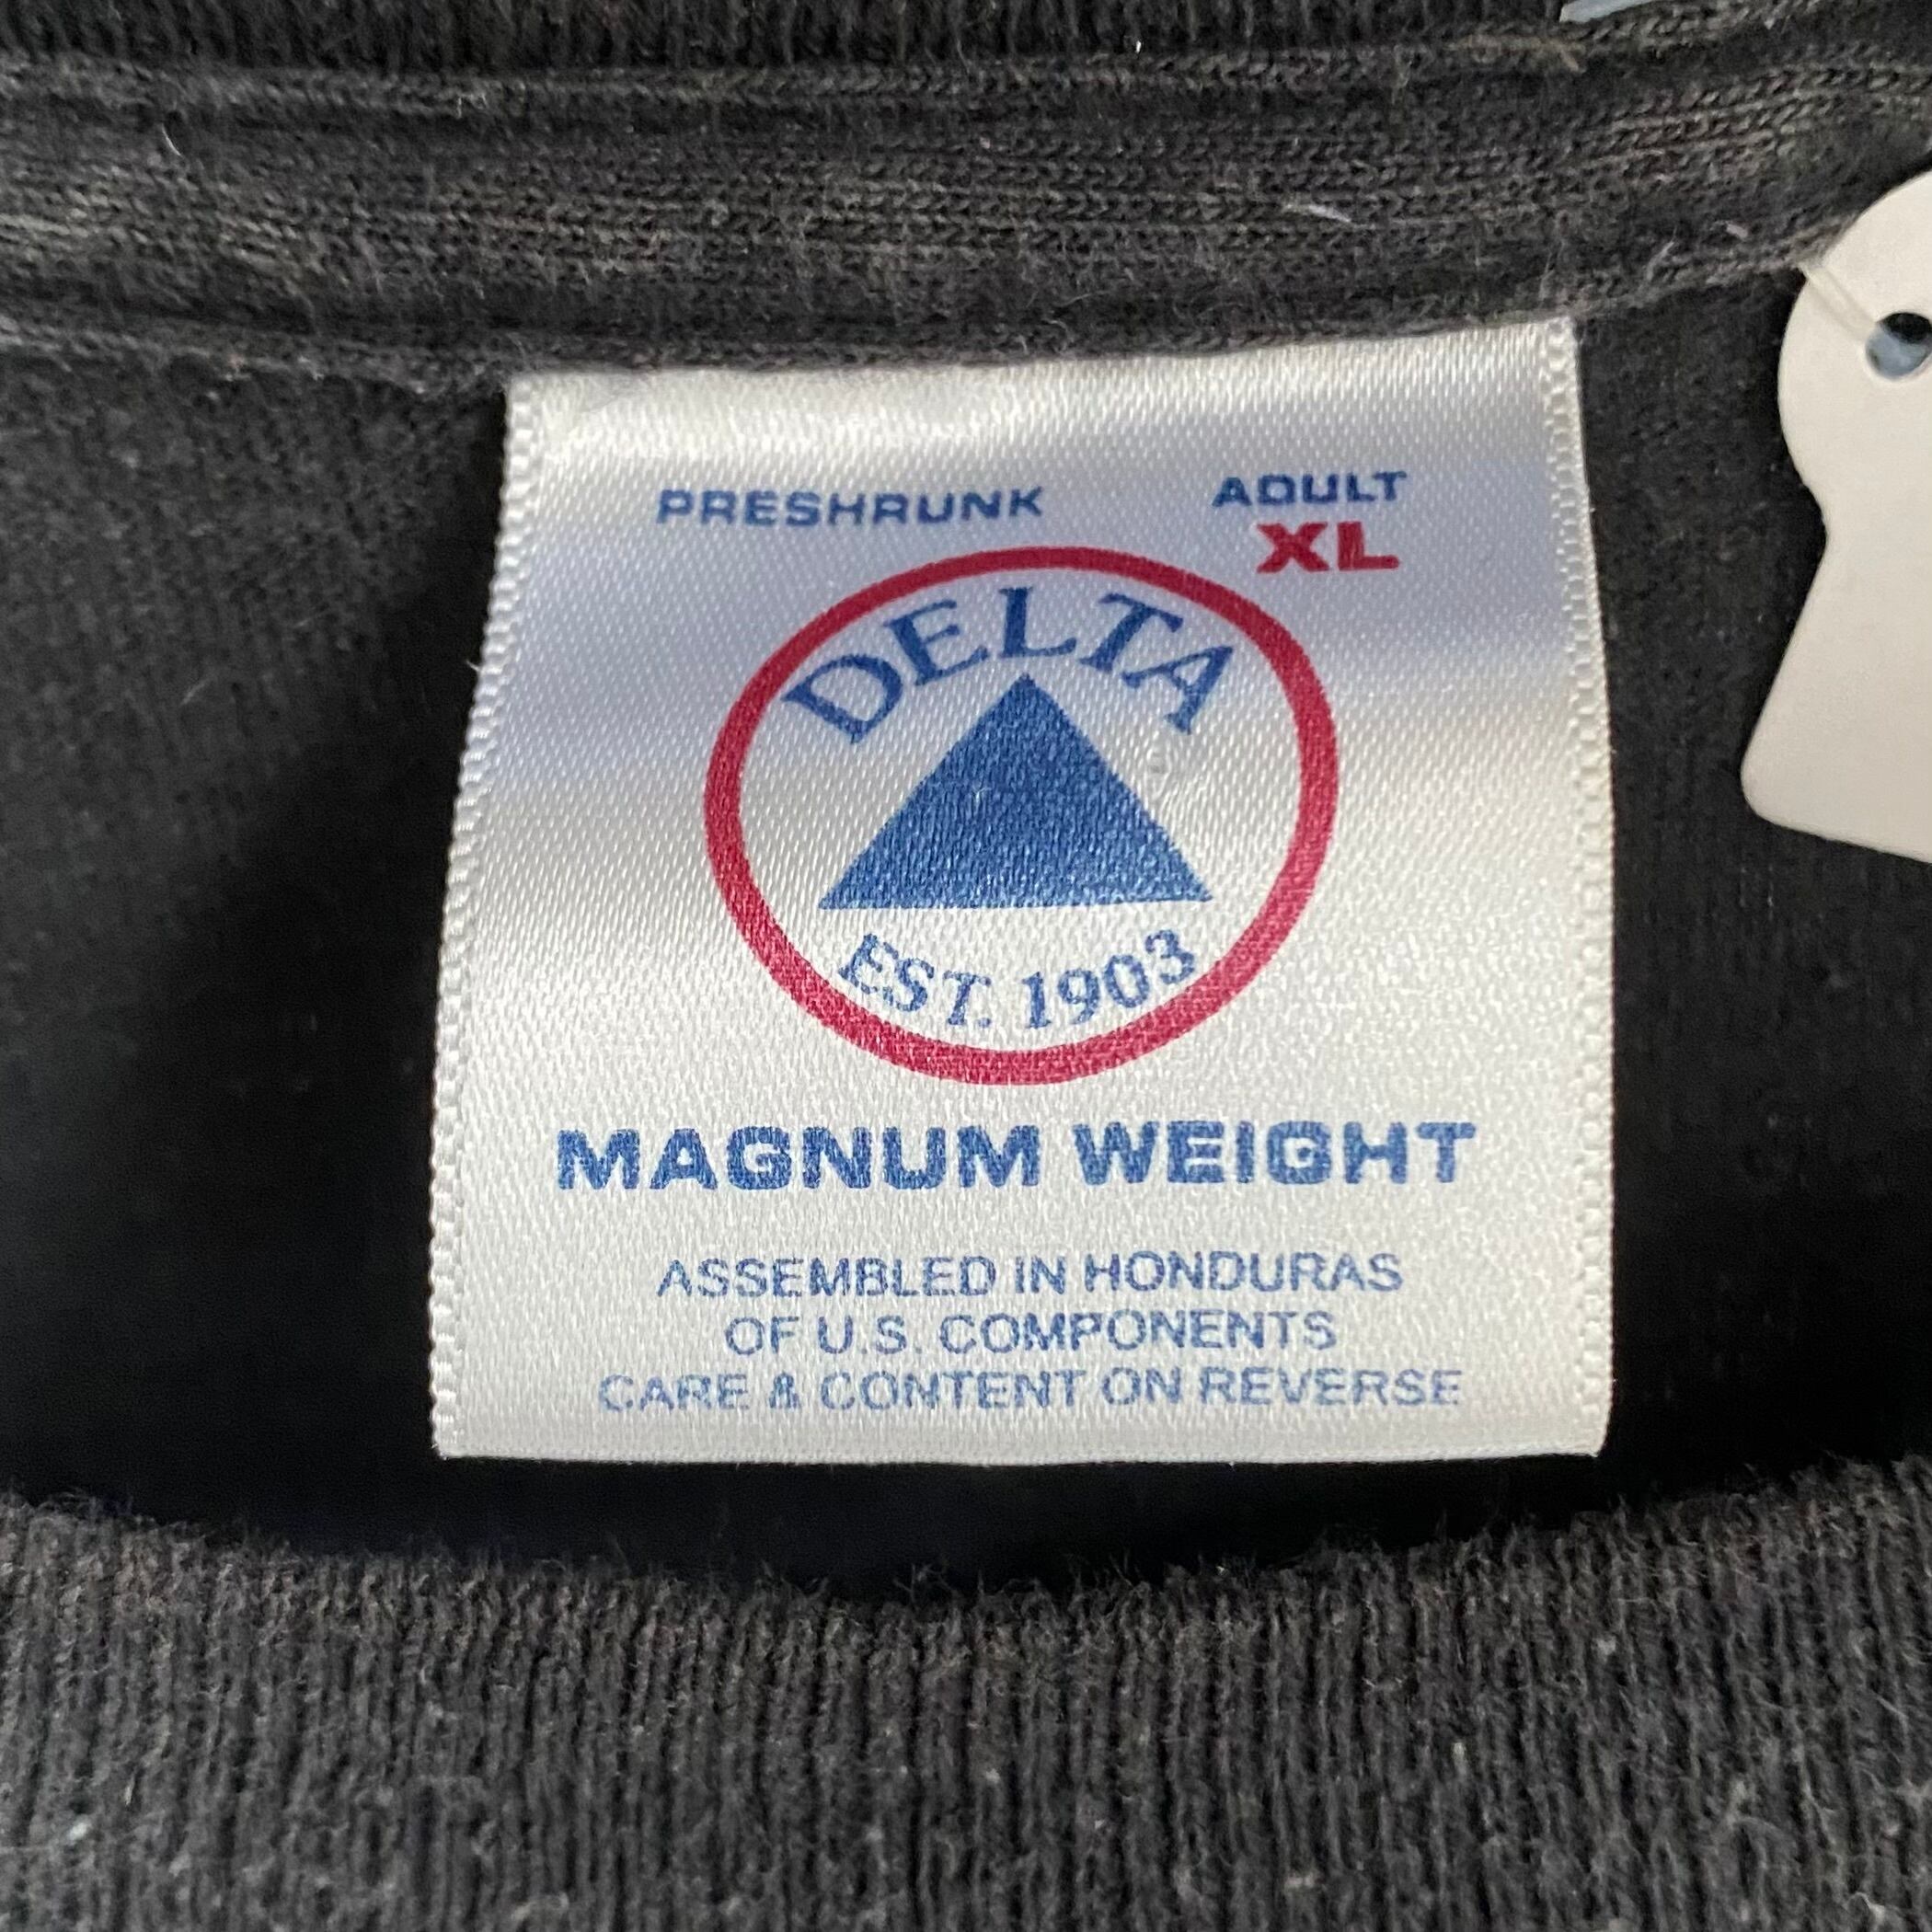 PRESHRUNK
ADULT
XL
DELTA
EST. 1903
MAGNUM WEIGHT
ASSEMBLED IN HONDURAS
OF U.S. COMPONENTS
CARE & CONTENT ON REVERSE